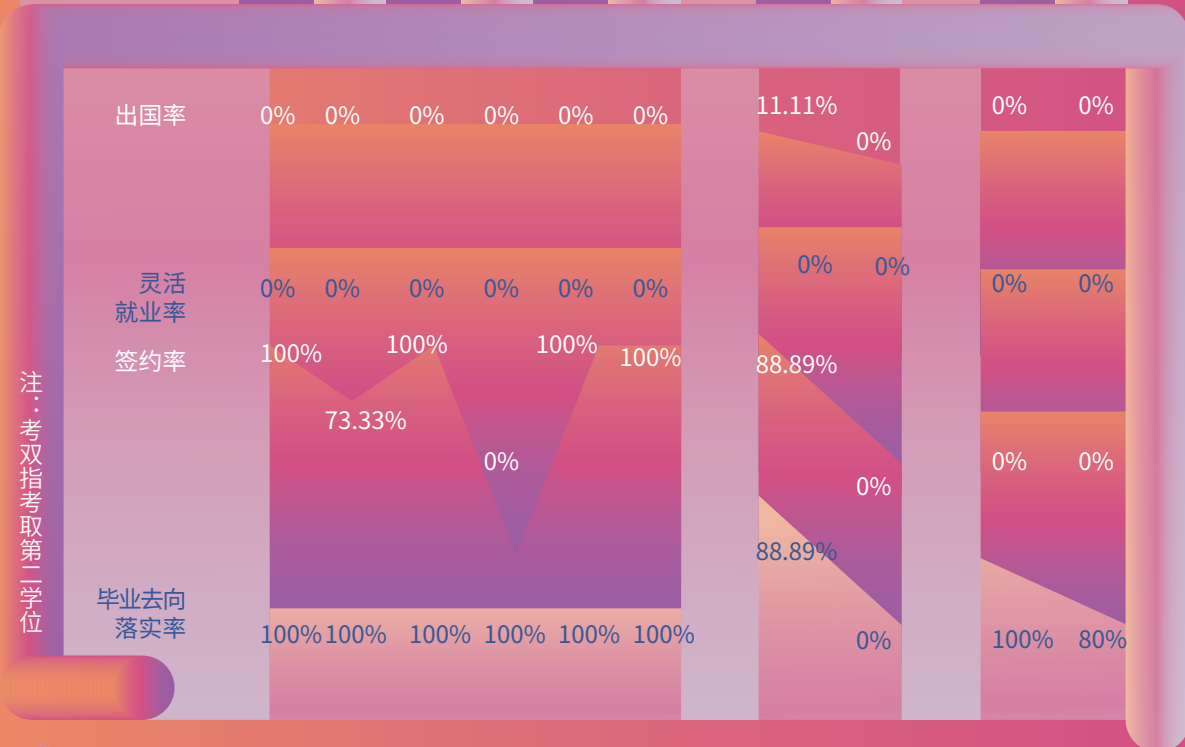 出国率 0% 0% 0% 0% 0% 0% 11.11% 0% 0% 0%
灵活
就业率 0% 0% 0% 0% 0% 0% 0% 0% 0% 0%
签约率 100% 73.33% 100% 0% 100% 100% 88.89% 0% 0% 0%
毕业去向
落实率 100% 100% 100% 100% 100% 100% 88.89% 0% 100% 80%
注：考双指考取第二学位